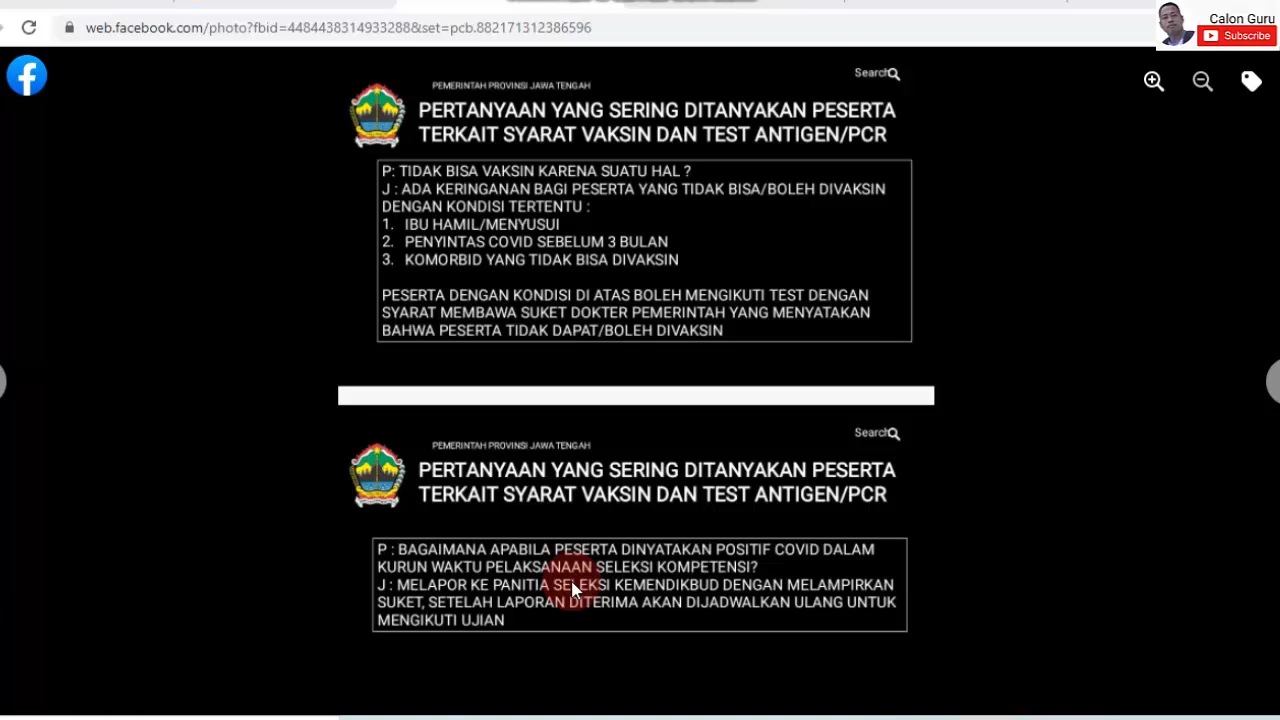 web.facebook.com/photo?fbid=4484438314933288&set=pcb.882171312386596
Calon Guru
Subscribe
Search
PEMERINTAH PROVINSI JAWA TENGAH
PERTANYAAN YANG SERING DITANYAKAN PESERTA
TERKAIT SYARAT VAKSIN DAN TEST ANTIGEN/PCR
P: TIDAK BISA VAKSIN KARENA SUATU HAL ?
J : ADA KERINGANAN BAGI PESERTA YANG TIDAK BISA/BOLEH DIVAKSIN
DENGAN KONDISI TERTENTU :
1. IBU HAMIL/MENYUSUI
2. PENYINTAS COVID SEBELUM 3 BULAN
3. KOMORBID YANG TIDAK BISA DIVAKSIN
PESERTA DENGAN KONDISI DI ATAS BOLEH MENGIKUTI TEST DENGAN
SYARAT MEMBAWA SUKET DOKTER PEMERINTAH YANG MENYATAKAN
BAHWA PESERTA TIDAK DAPAT/BOLEH DIVAKSIN
Search
PEMERINTAH PROVINSI JAWA TENGAH
PERTANYAAN YANG SERING DITANYAKAN PESERTA
TERKAIT SYARAT VAKSIN DAN TEST ANTIGEN/PCR
P : BAGAIMANA APABILA PESERTA DINYATAKAN POSITIF COVID DALAM
KURUN WAKTU PELAKSANAAN SELEKSI KOMPETENSI?
J : MELAPOR KE PANITIA SELEKSI KEMENDIKBUD DENGAN MELAMPIRKAN
SUKET, SETELAH LAPORAN DITERIMA AKAN DIJADWALKAN ULANG UNTUK
MENGIKUTI UJIAN